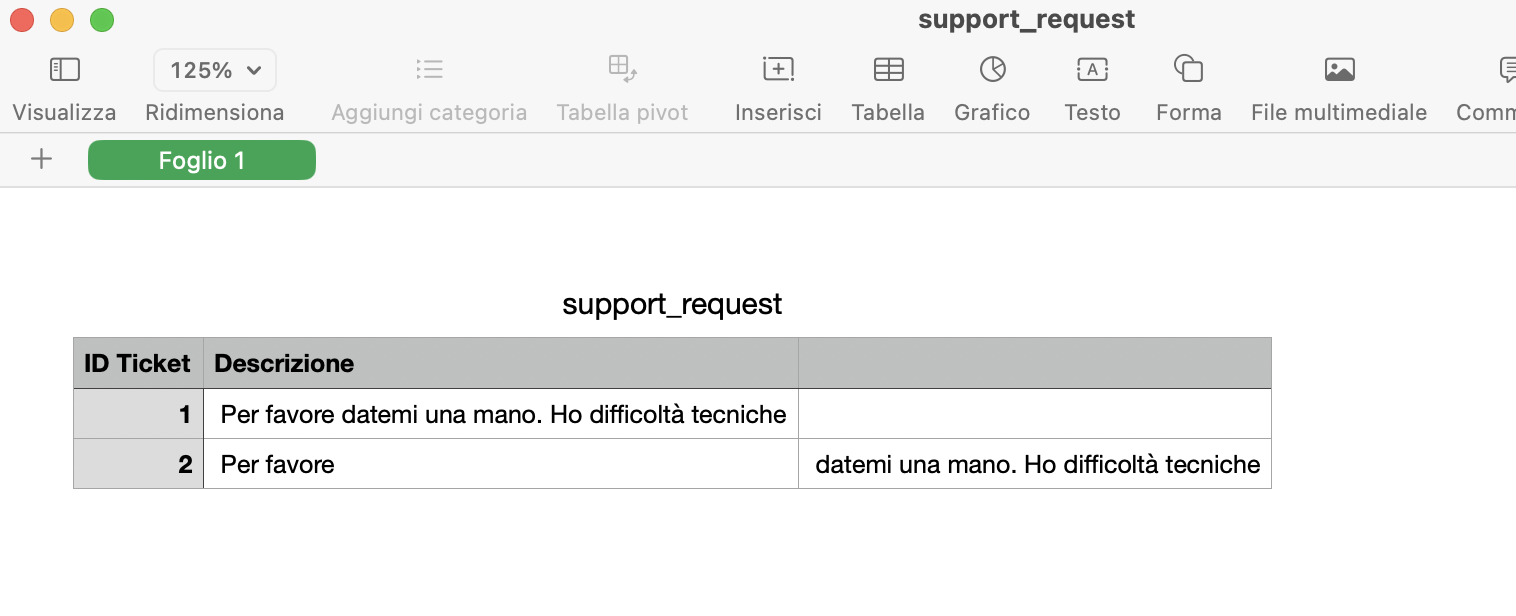 support_request
125%
Visualizza Ridimensiona Aggiungi categoria Tabella pivot Inserisci Tabella Grafico Testo Forma File multimediale
Foglio 1
support_request
ID Ticket Descrizione
1 Per favore datemi una mano. Ho difficoltà tecniche
2 Per favore datemi una mano. Ho difficoltà tecniche